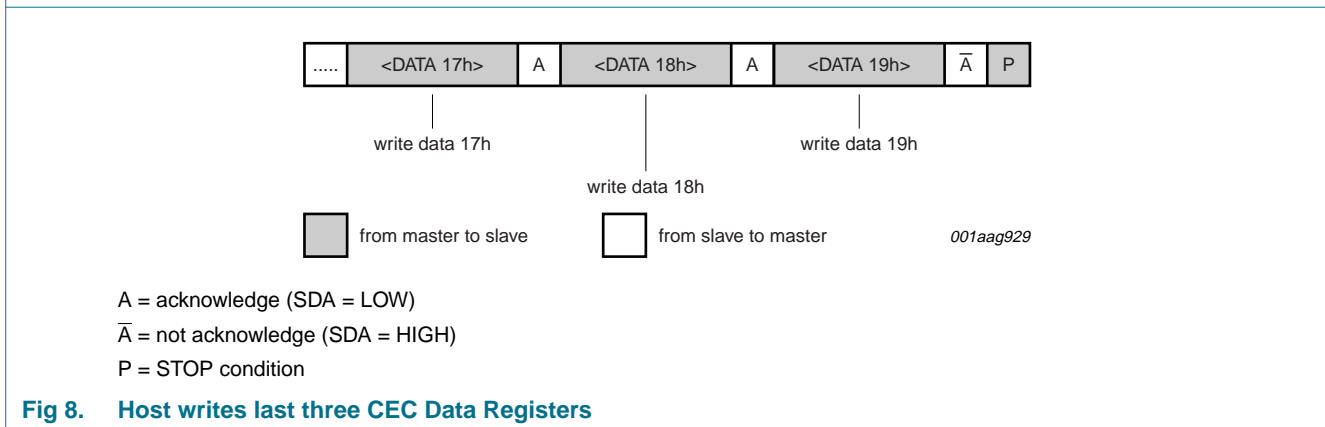 ..... <DATA 17h> A <DATA 18h> A <DATA 19h> A̅ P
write data 17h write data 19h
write data 18h
from master to slave from slave to master 001aag929
A = acknowledge (SDA = LOW)
A̅ = not acknowledge (SDA = HIGH)
P = STOP condition
Fig 8. Host writes last three CEC Data Registers